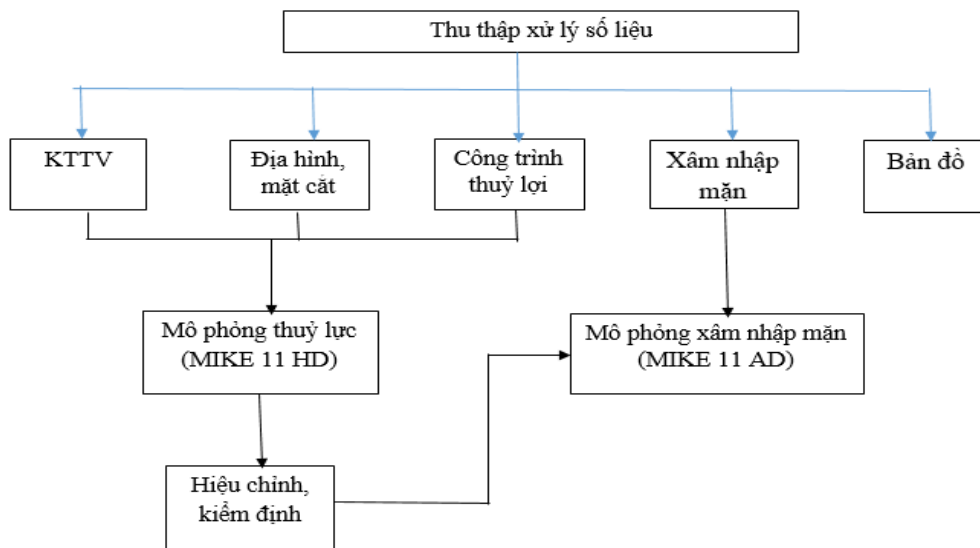 Thu thập xử lý số liệu
KTTV
Địa hình,
mặt cắt
Công trình
thuỷ lợi
Xâm nhập
mặn
Bản đồ
Mô phỏng thuỷ lực
(MIKE 11 HD)
Mô phỏng xâm nhập mặn
(MIKE 11 AD)
Hiệu chỉnh,
kiểm định